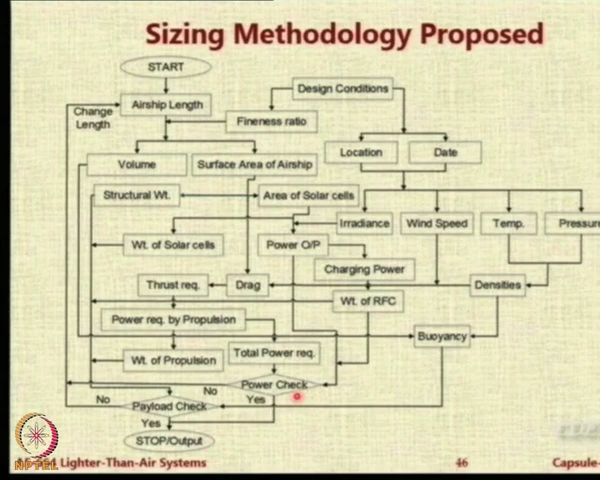 Sizing Methodology Proposed
START
Design Conditions
Change
Length
Airship Length
Fineness ratio
Location
Date
Volume
Surface Area of Airship
Structural Wt.
Area of Solar cells
Irradiance
Wind Speed
Temp.
Pressure
Wt. of Solar cells
Power O/P
Charging Power
Thrust req.
Drag
Densities
Wt. of RFC
Power req. by Propulsion
Buoyancy
Wt. of Propulsion
Total Power req.
Power Check
No
Yes
No
Payload Check
Yes
STOP/Output
NPTEL
Lighter-Than-Air Systems
46
Capsule-